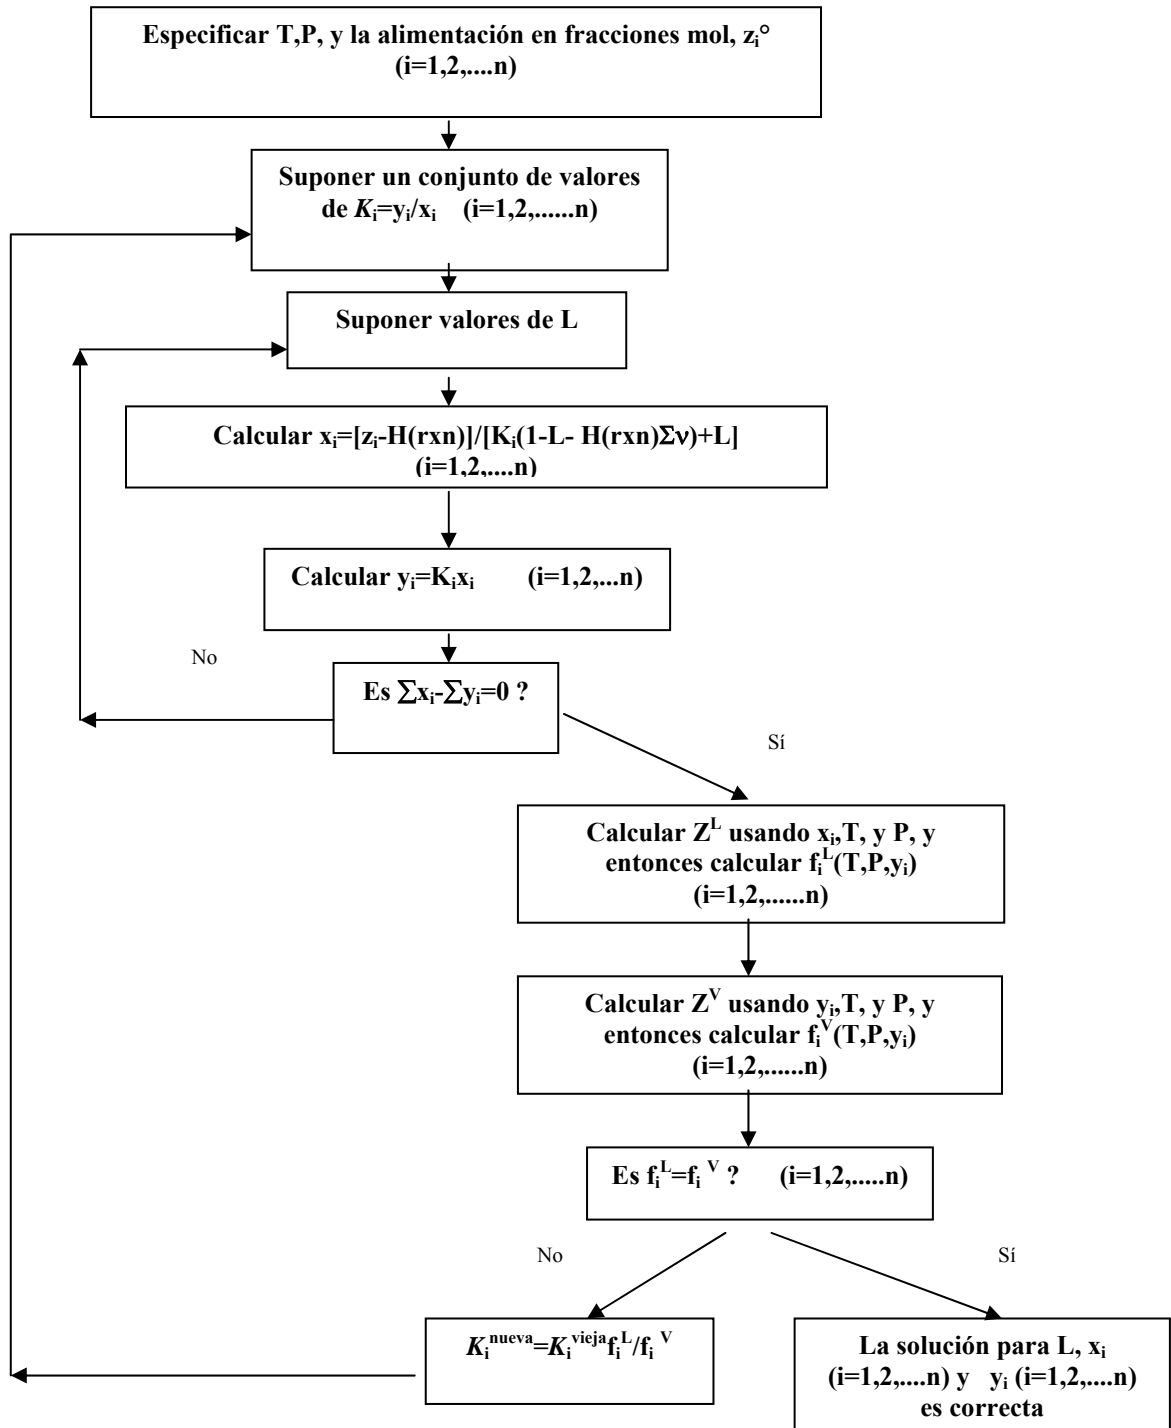 Especificar T,P, y la alimentación en fracciones mol, zᵢ°
(i=1,2,....n)
Suponer un conjunto de valores
de Kᵢ=yᵢ/xᵢ (i=1,2,......n)
Suponer valores de L
Calcular xᵢ=[zᵢ-H(rxn)]/[Kᵢ(1-L- H(rxn)Σν)+L]
(i=1,2,....n)
Calcular yᵢ=Kᵢxᵢ (i=1,2,...n)
No
Es ∑xᵢ-∑yᵢ=0 ?
Sí
Calcular Zᴸ usando xᵢ,T, y P, y
entonces calcular fᵢᴸ(T,P,yᵢ)
(i=1,2,......n)
Calcular Zⱽ usando yᵢ,T, y P, y
entonces calcular fᵢⱽ(T,P,yᵢ)
(i=1,2,......n)
Es fᵢᴸ=fᵢ ⱽ ? (i=1,2,.....n)
No
Sí
Kᵢⁿᵘᵉᵛᵃ=Kᵢᵛⁱᵉʲᵃfᵢᴸ/fᵢ ⱽ
La solución para L, xᵢ
(i=1,2,....n) y yᵢ (i=1,2,....n)
es correcta